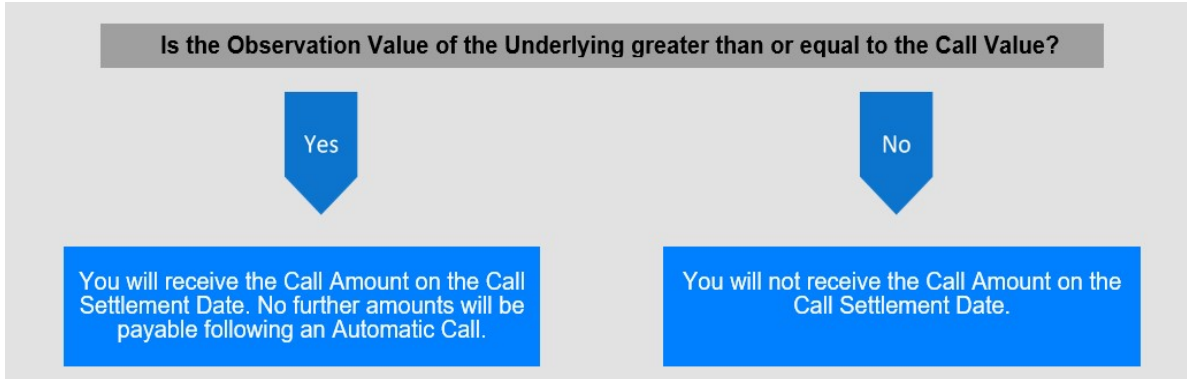 Is the Observation Value of the Underlying greater than or equal to the Call Value?
Yes
No
You will receive the Call Amount on the Call
Settlement Date. No further amounts will be
payable following an Automatic Call.
You will not receive the Call Amount on the
Call Settlement Date.